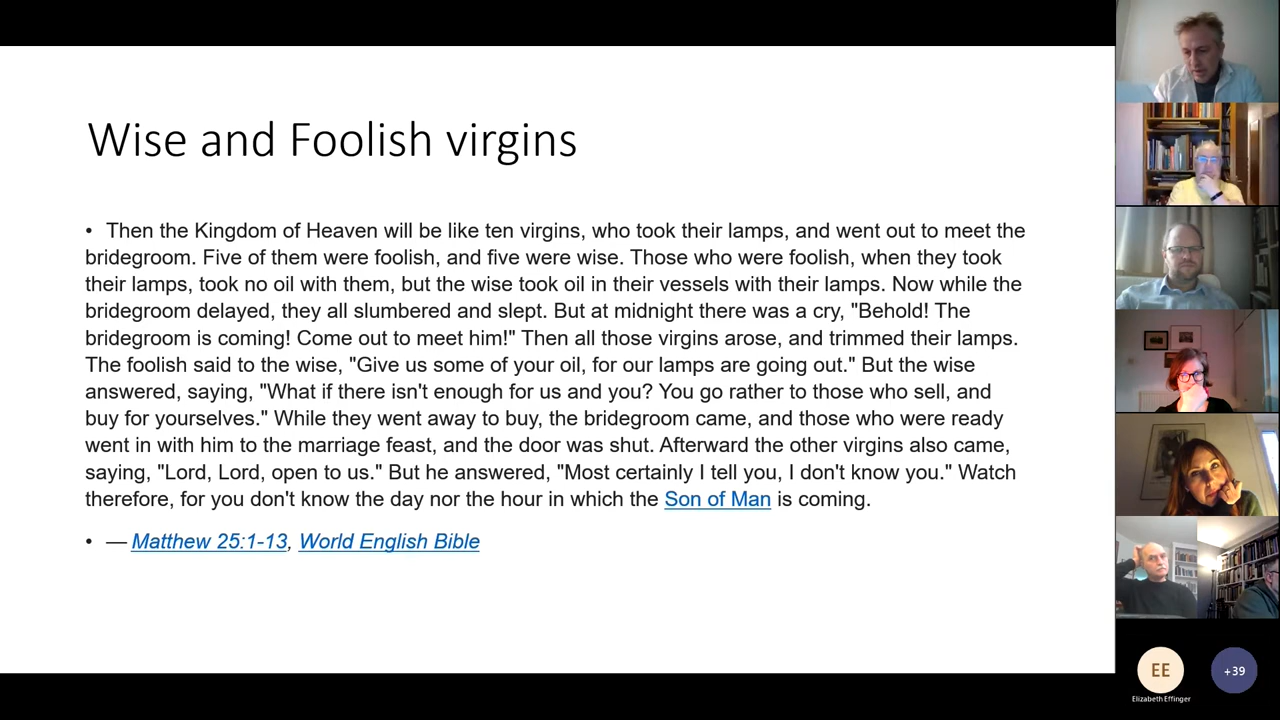 Wise and Foolish virgins
• Then the Kingdom of Heaven will be like ten virgins, who took their lamps, and went out to meet the
bridegroom. Five of them were foolish, and five were wise. Those who were foolish, when they took
their lamps, took no oil with them, but the wise took oil in their vessels with their lamps. Now while the
bridegroom delayed, they all slumbered and slept. But at midnight there was a cry, "Behold! The
bridegroom is coming! Come out to meet him!" Then all those virgins arose, and trimmed their lamps.
The foolish said to the wise, "Give us some of your oil, for our lamps are going out." But the wise
answered, saying, "What if there isn't enough for us and you? You go rather to those who sell, and
buy for yourselves." While they went away to buy, the bridegroom came, and those who were ready
went in with him to the marriage feast, and the door was shut. Afterward the other virgins also came,
saying, "Lord, Lord, open to us." But he answered, "Most certainly I tell you, I don't know you." Watch
therefore, for you don't know the day nor the hour in which the Son of Man is coming.
• — Matthew 25:1-13, World English Bible
EE
Elizabeth Effinger
+39